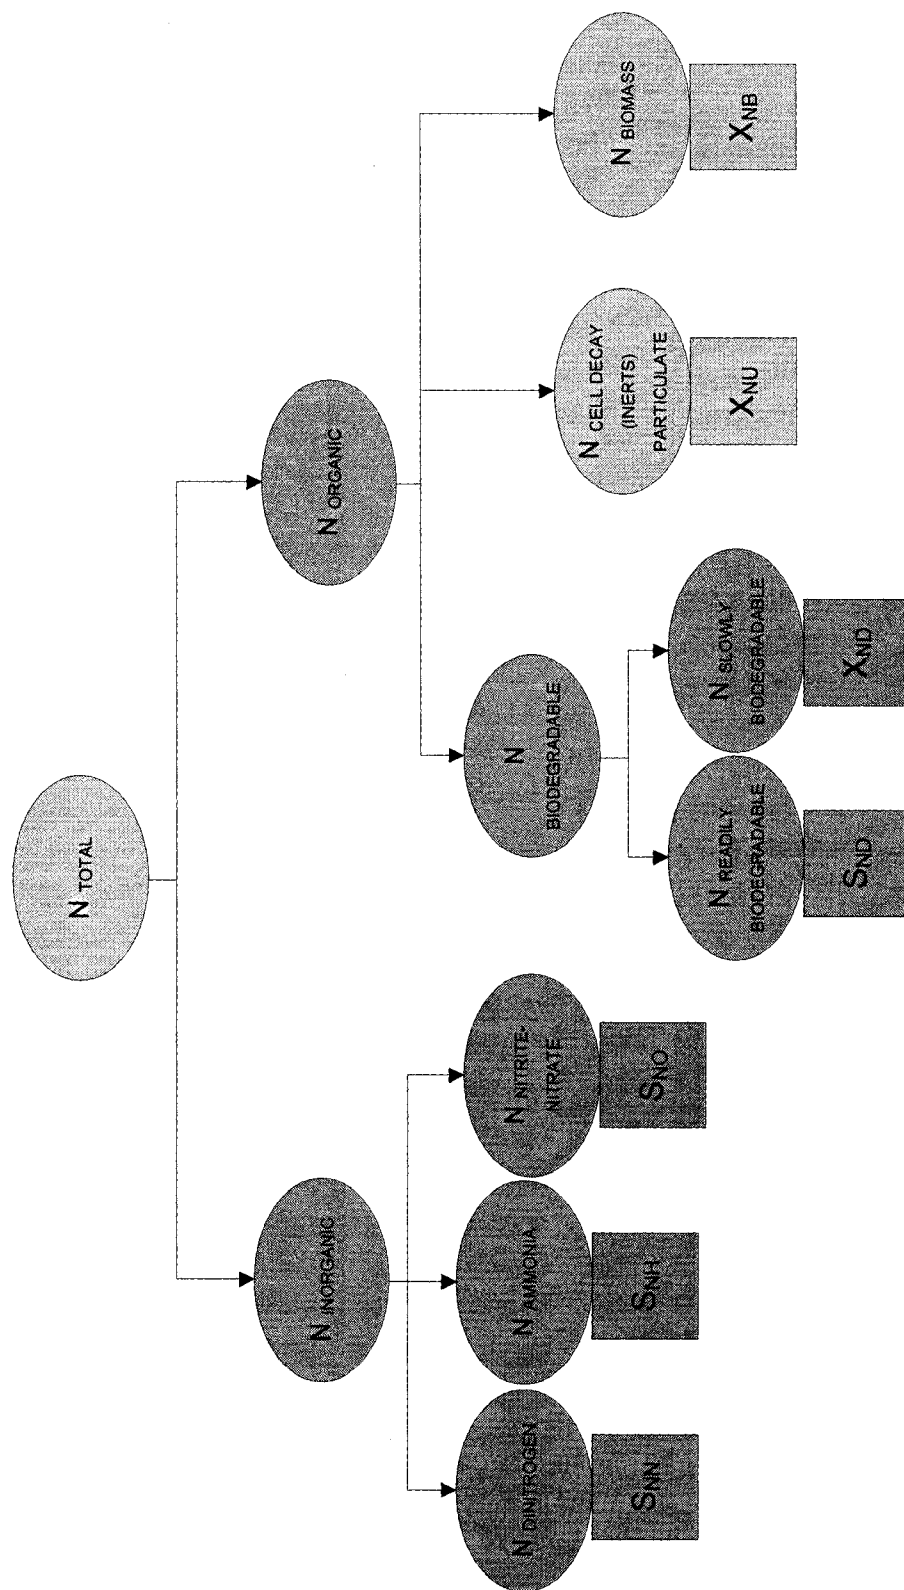 N TOTAL
N INORGANIC
N ORGANIC
N DINITROGEN
SNN
N AMMONIA
SNH
N NITRITE-
NITRATE
SNO
N
BIODEGRADABLE
N READILY
BIODEGRADABLE
SND
N SLOWLY
BIODEGRADABLE
XND
N CELL DECAY
(INERTS)
PARTICULATE
XNU
N BIOMASS
XNB